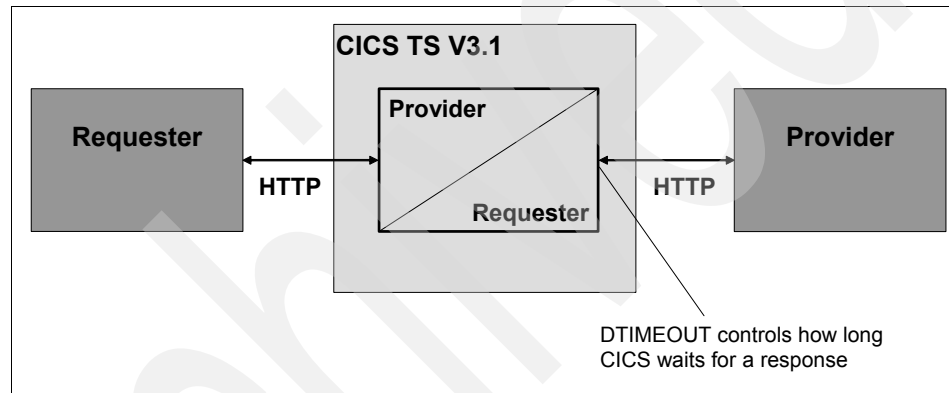 CICS TS V3.1
Requester
Provider
Provider
HTTP
HTTP
Requester
DTIMEOUT controls how long
CICS waits for a response